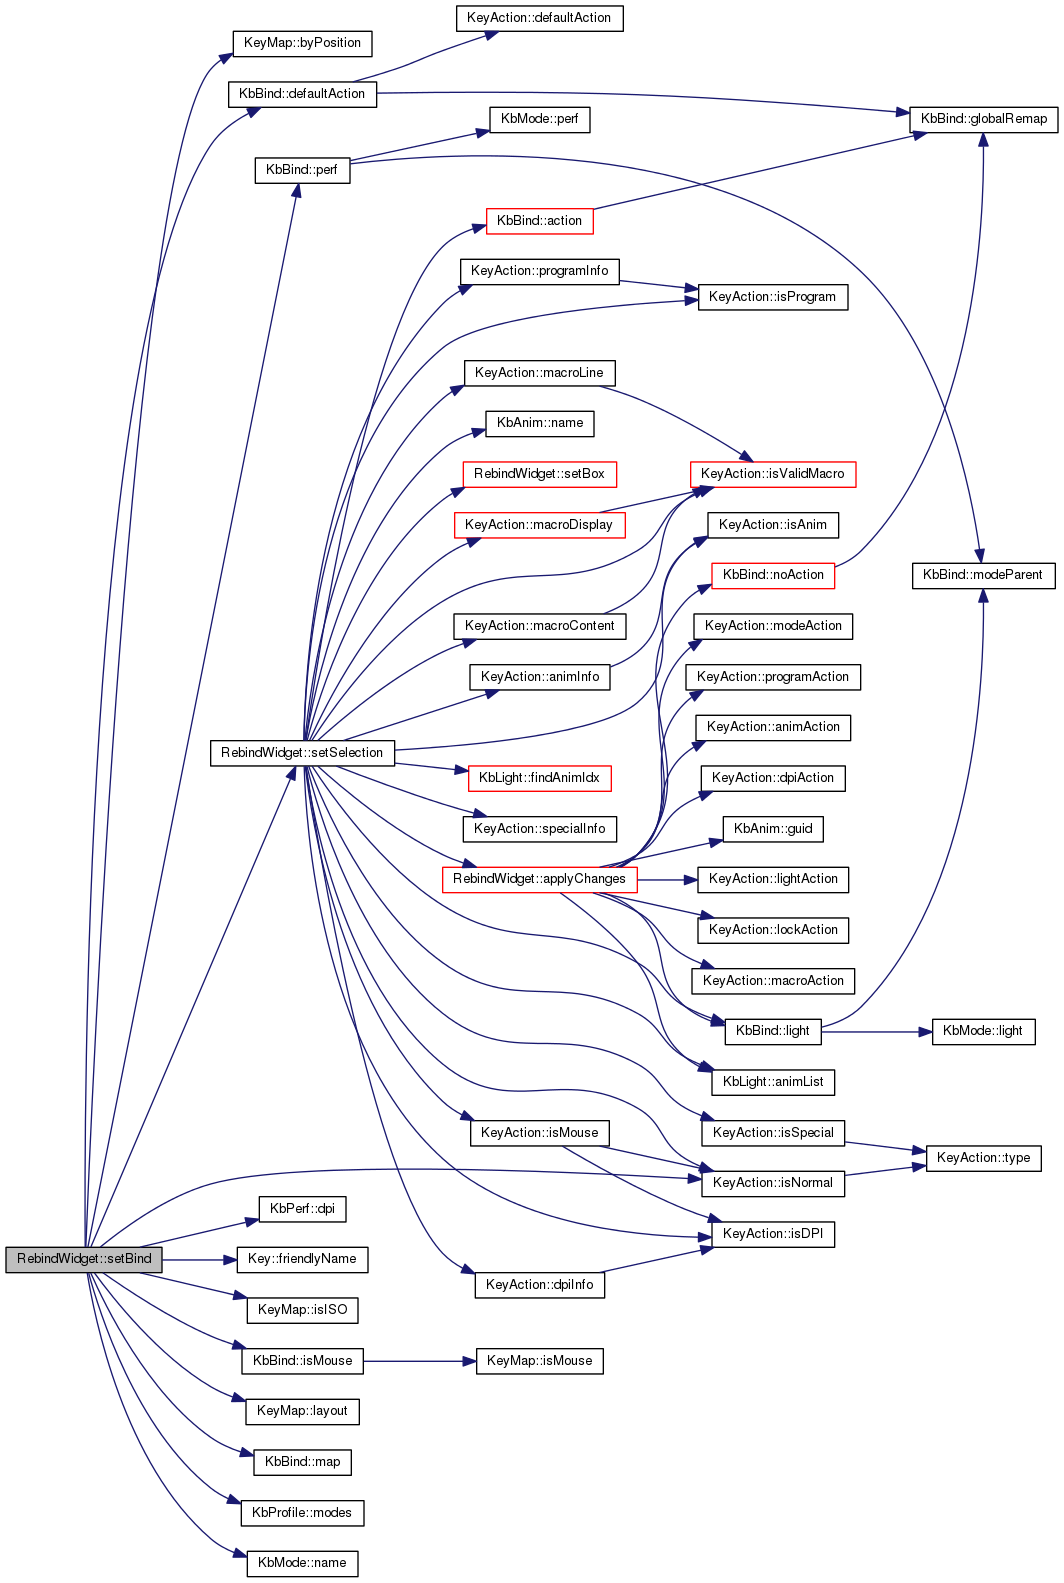 KeyAction::defaultAction
KeyMap::byPosition
KbBind::defaultAction
KbMode::perf
KbBind::globalRemap
KbBind::perf
KbBind::action
KeyAction::programInfo
KeyAction::isProgram
KeyAction::macroLine
KbAnim::name
RebindWidget::setBox
KeyAction::isValidMacro
KeyAction::macroDisplay
KeyAction::isAnim
KbBind::noAction
KbBind::modeParent
KeyAction::macroContent
KeyAction::modeAction
KeyAction::animInfo
KeyAction::programAction
KeyAction::animAction
RebindWidget::setSelection
KbLight::findAnimIdx
KeyAction::dpiAction
KeyAction::specialInfo
KbAnim::guid
RebindWidget::applyChanges
KeyAction::lightAction
KeyAction::lockAction
KeyAction::macroAction
KbBind::light
KbMode::light
KbLight::animList
KeyAction::isMouse
KeyAction::isSpecial
KeyAction::type
KeyAction::isNormal
KbPerf::dpi
KeyAction::isDPI
RebindWidget::setBind
Key::friendlyName
KeyAction::dpiInfo
KeyMap::isISO
KbBind::isMouse
KeyMap::isMouse
KeyMap::layout
KbBind::map
KbProfile::modes
KbMode::name